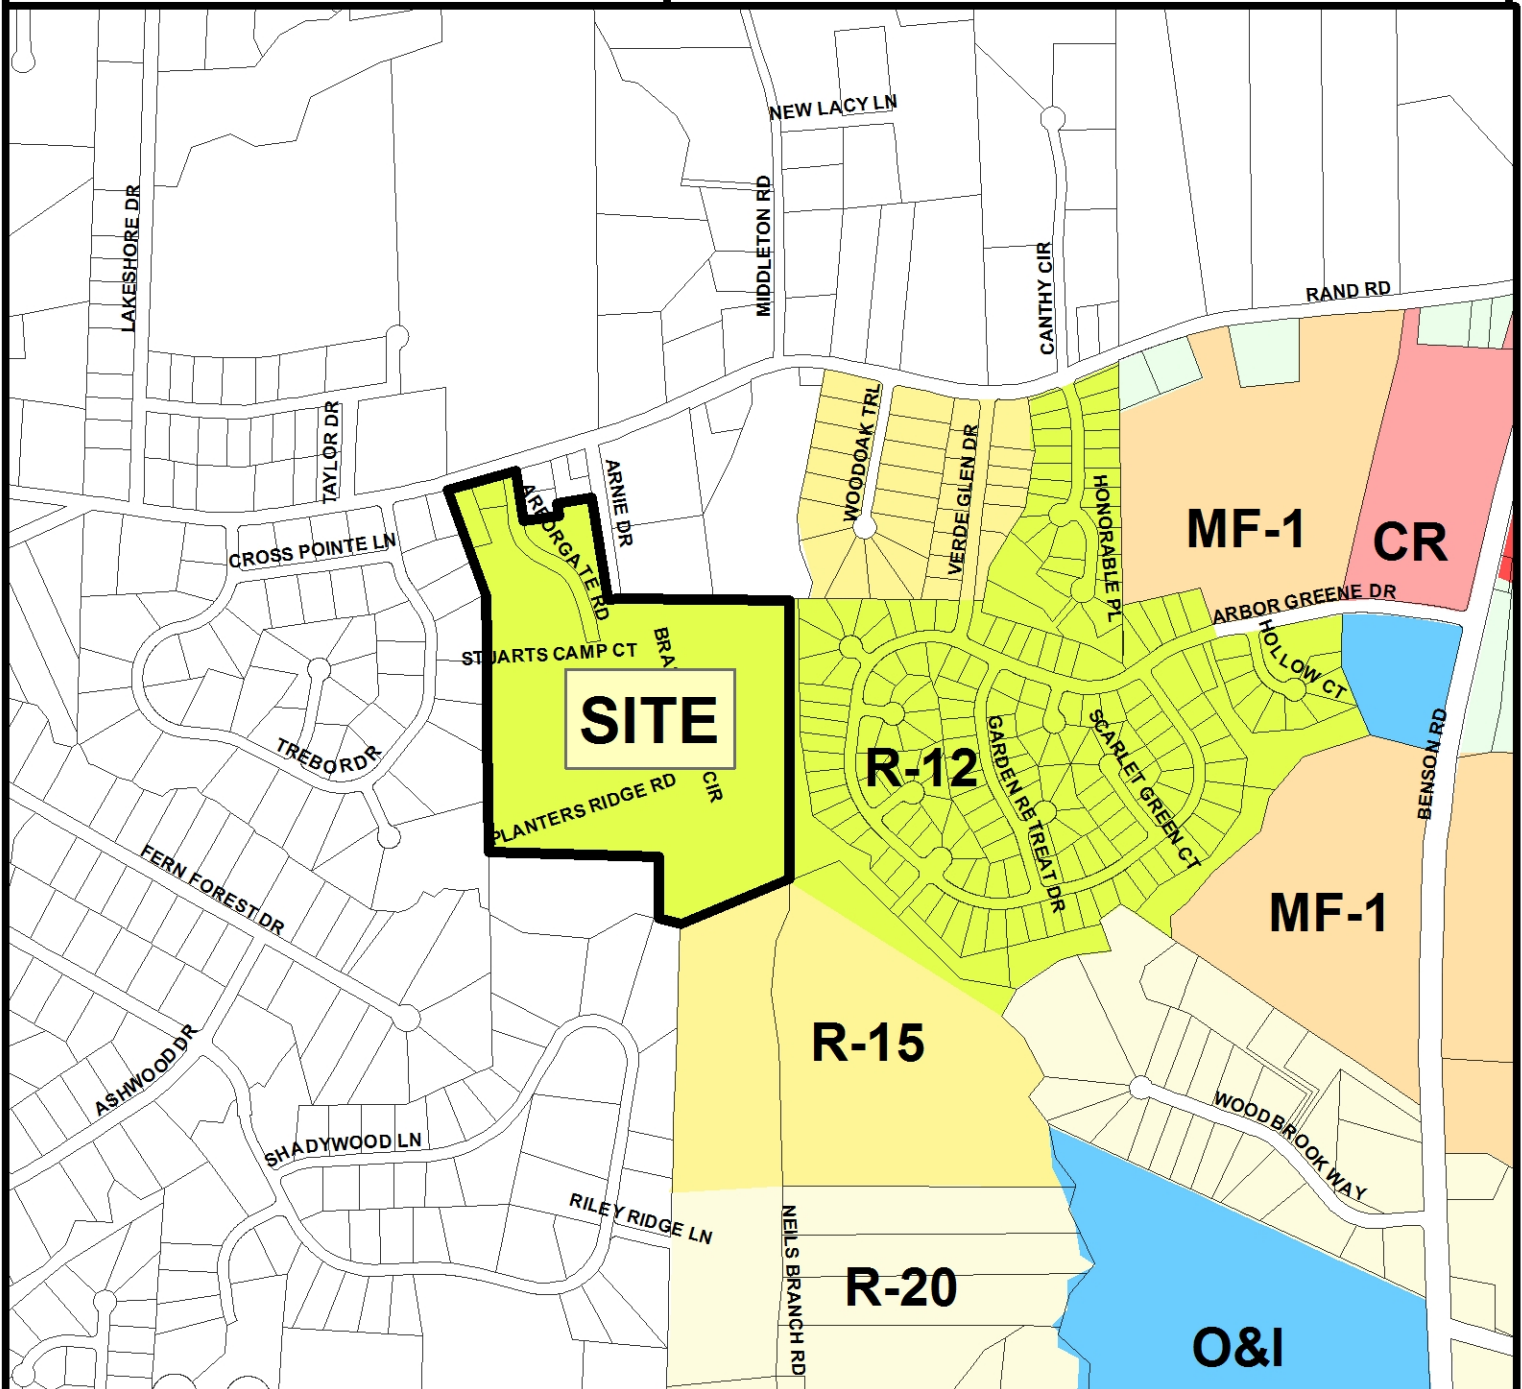 NEW LACY LN
LAKESHORE DR
MIDDLETON RD
CANTHY CIR
RAND RD
TAYLOR DR
WOODOAK TRL
VERDE GLEN DR
ARNIE DR
HONORABLE PL
MF-1
CR
CROSS POINTE LN
ARBORGATE RD
ARBOR GREENE DR
HOLLOW CT
STUARTS CAMP CT
BRA
SITE
TREBOR DR
CIR
PLANTERS RIDGE RD
R-12
GARDEN RETREAT DR
SCARLET GREEN CT
BENSON RD
FERN FOREST DR
MF-1
R-15
ASHWOOD DR
SHADYWOOD LN
WOODBROOK WAY
RILEY RIDGE LN
NEILS BRANCH RD
R-20
O&I